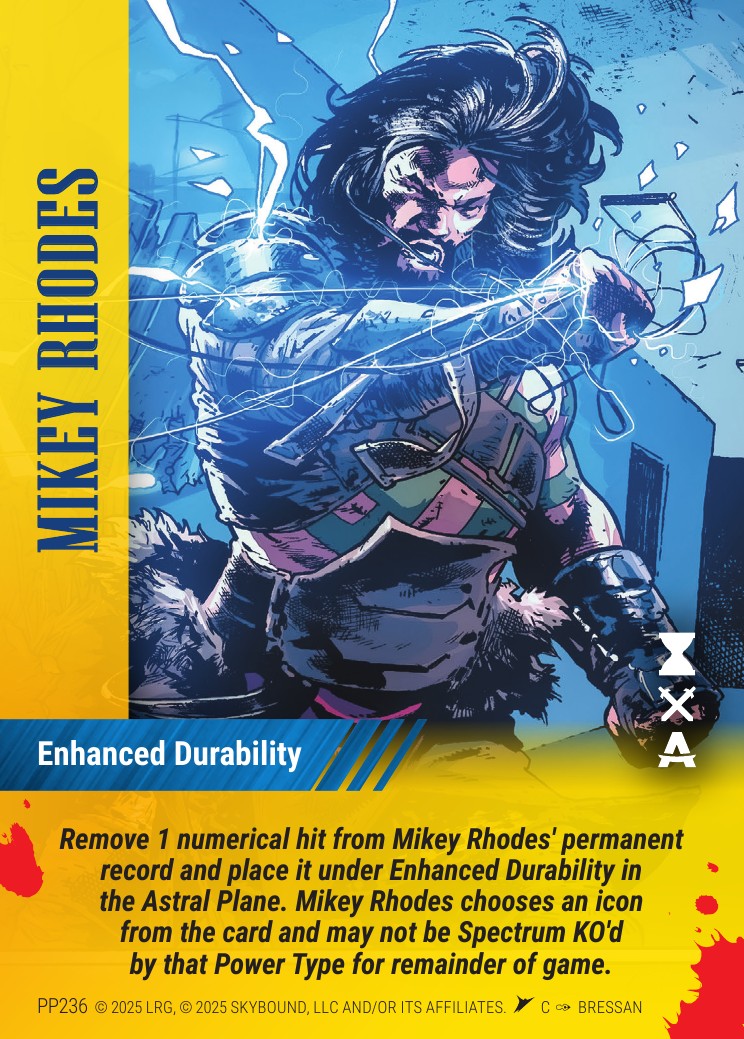 MIKEY RHODES
Enhanced Durability
Remove 1 numerical hit from Mikey Rhodes' permanent
record and place it under Enhanced Durability in
the Astral Plane. Mikey Rhodes chooses an icon
from the card and may not be Spectrum KO'd
by that Power Type for remainder of game.
PP236 © 2025 LRG, © 2025 SKYBOUND, LLC AND/OR ITS AFFILIATES. C BRESSAN